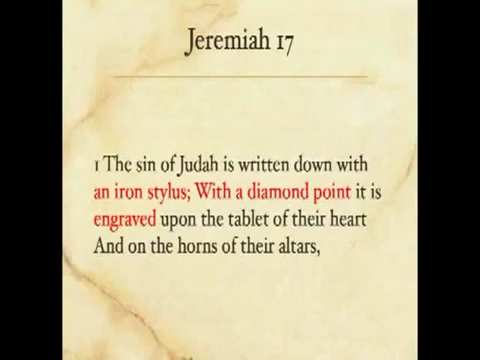 Jeremiah 17
1 The sin of Judah is written down with
an iron stylus; With a diamond point it is
engraved upon the tablet of their heart
And on the horns of their altars,